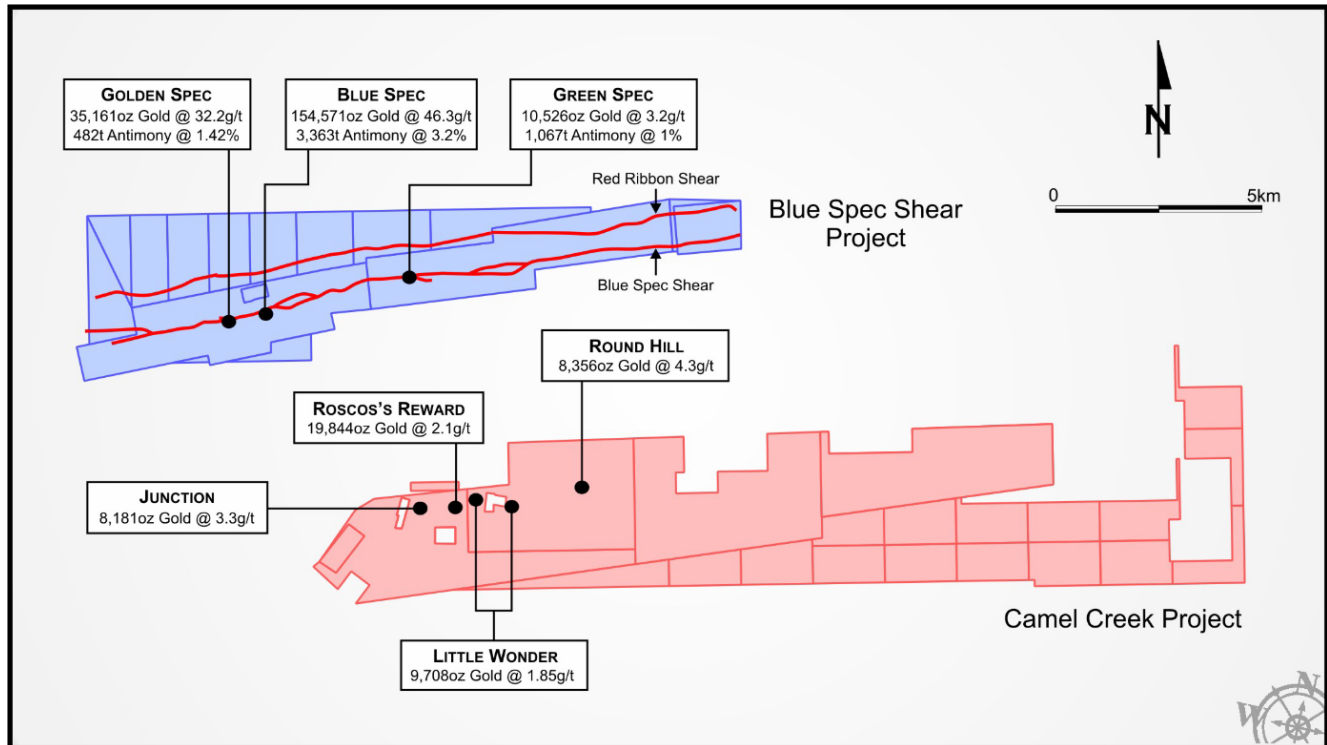 GOLDEN SPEC
35,161oz Gold @ 32.2g/t
482t Antimony @ 1.42%
BLUE SPEC
154,571oz Gold @ 46.3g/t
3,363t Antimony @ 3.2%
GREEN SPEC
10,526oz Gold @ 3.2g/t
1,067t Antimony @ 1%
N
0 5km
Red Ribbon Shear
Blue Spec Shear
Project
Blue Spec Shear
ROUND HILL
8,356oz Gold @ 4.3g/t
ROSCOS'S REWARD
19,844oz Gold @ 2.1g/t
JUNCTION
8,181oz Gold @ 3.3g/t
LITTLE WONDER
9,708oz Gold @ 1.85g/t
Camel Creek Project
W N